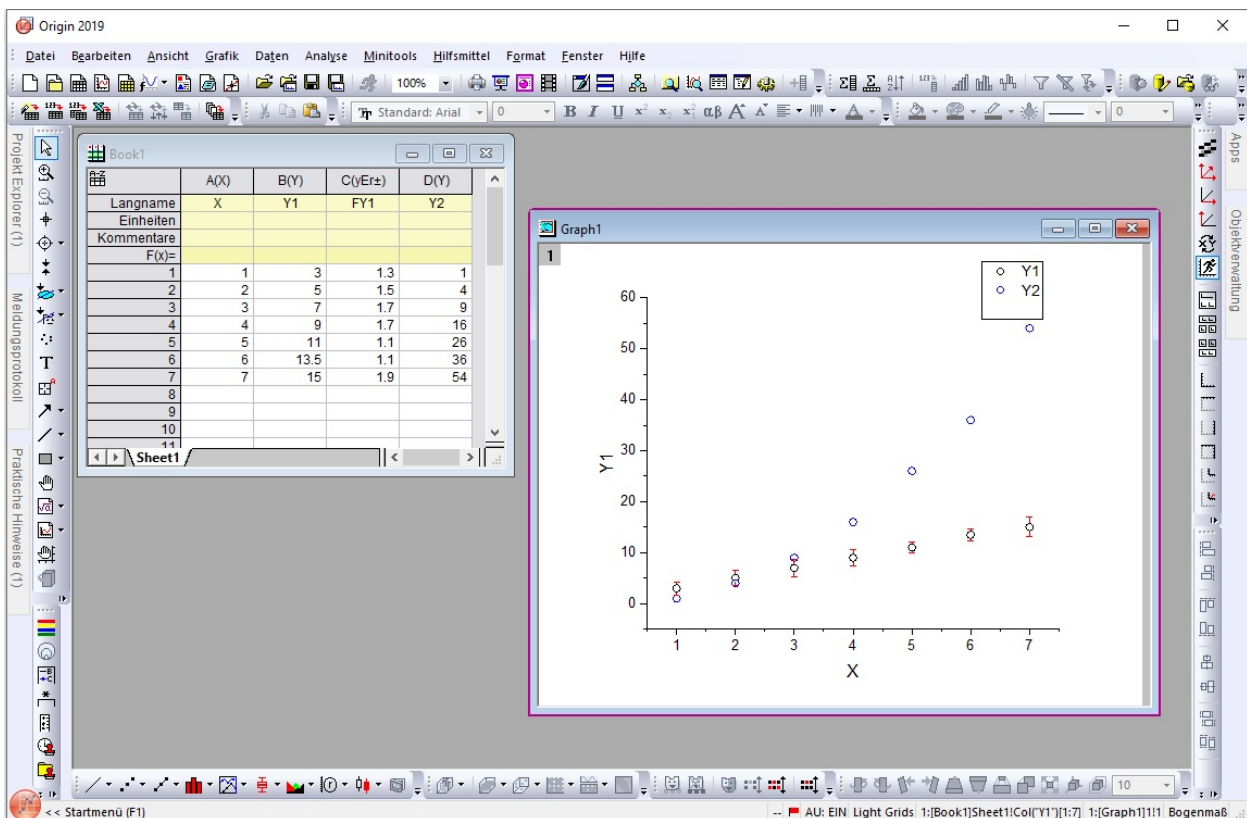 Origin 2019
Datei Bearbeiten Ansicht Grafik Daten Analyse Minitools Hilfsmittel Format Fenster Hilfe
100%
Standard: Arial 0 B I U x² x₂ αβ A A A 0
Projekt Explorer (1)
Meldungsprotokoll
Praktische Hinweise (1)
Apps
Objektverwaltung
Book1
A(X) B(Y) C(yEr±) D(Y)
Langname X Y1 FY1 Y2
Einheiten
Kommentare
F(x)=
1 1 3 1.3 1
2 2 5 1.5 4
3 3 7 1.7 9
4 4 9 1.7 16
5 5 11 1.1 26
6 6 13.5 1.1 36
7 7 15 1.9 54
8
9
10
11
Sheet1
Graph1
1
Y1
Y2
60
50
40
30
20
10
0
Y1
1 2 3 4 5 6 7
X
10
<< Startmenü (F1)
-- AU: EIN Light Grids 1:[Book1]Sheet1!Col("Y1")[1:7] 1:[Graph1]1!1 Bogenmaß